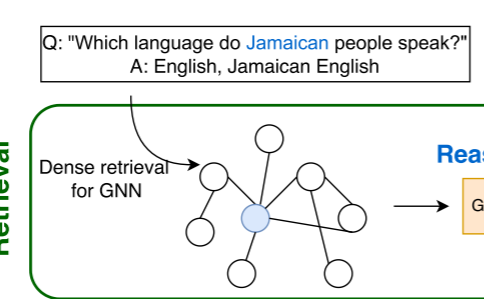 Q: "Which language do Jamaican people speak?"
A: English, Jamaican English
Dense retrieval
for GNN